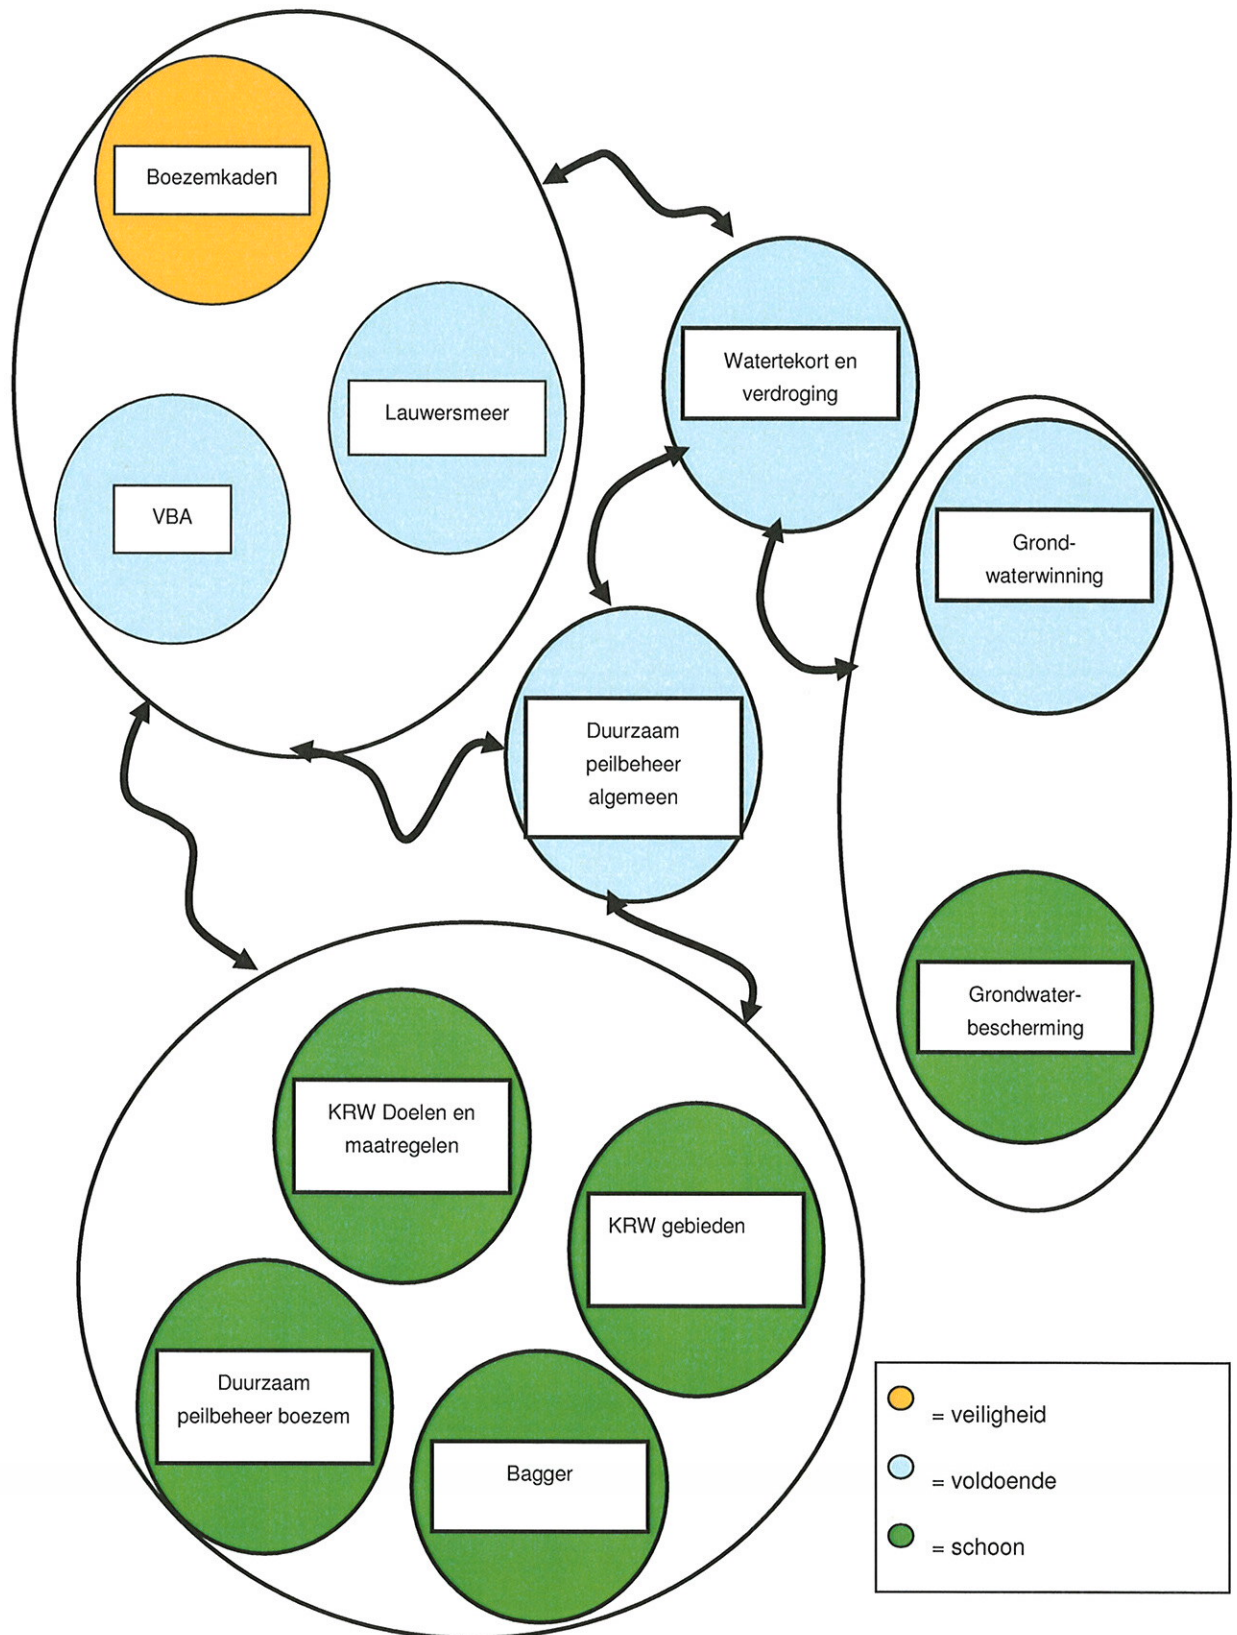 Boezemkaden
Lauwersmeer
VBA
Watertekort en
verdroging
Grond-
waterwinning
Duurzaam
peilbeheer
algemeen
Grondwater-
bescherming
KRW Doelen en
maatregelen
KRW gebieden
Duurzaam
peilbeheer boezem
Bagger
= veiligheid
= voldoende
= schoon